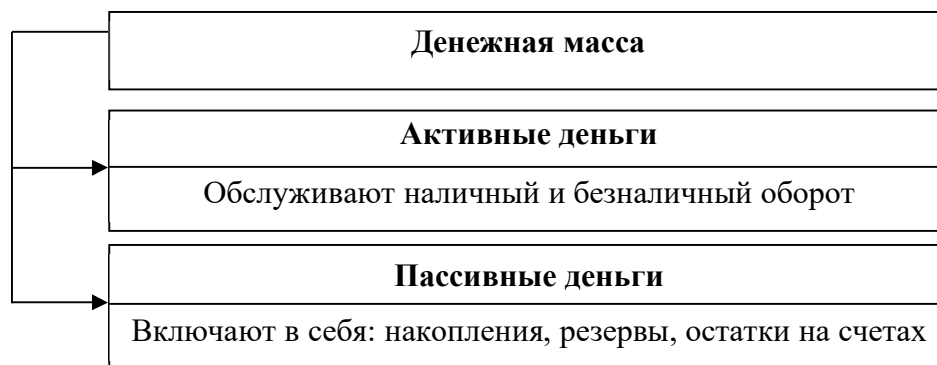 Денежная масса
Активные деньги
Обслуживают наличный и безналичный оборот
Пассивные деньги
Включают в себя: накопления, резервы, остатки на счетах